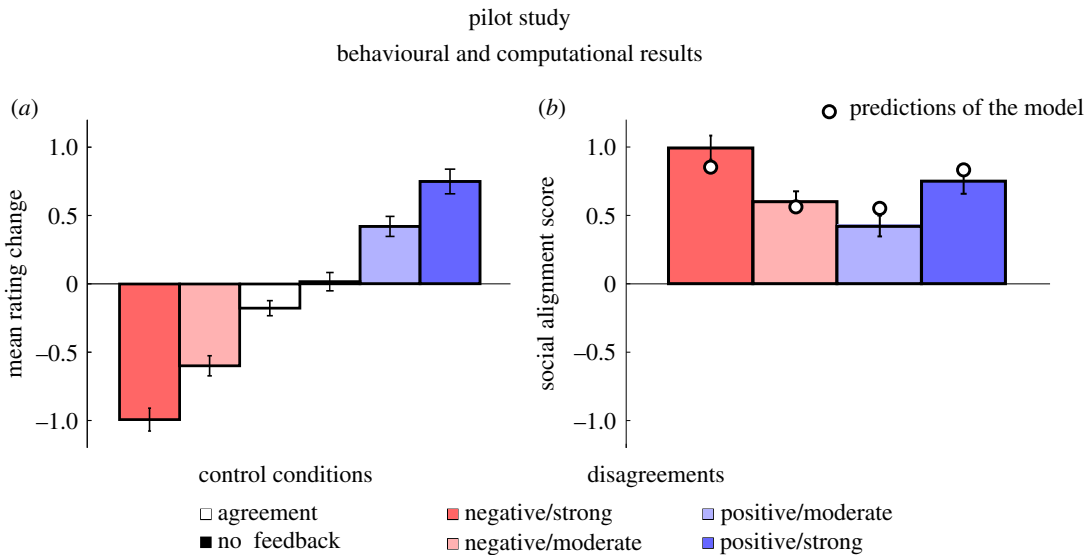 pilot study
behavioural and computational results
(a)
(b)
predictions of the model
mean rating change
1.0
0.5
0
–0.5
–1.0
social alignment score
1.0
0.5
0
–0.5
–1.0
control conditions
disagreements
agreement
negative/strong
positive/moderate
no feedback
negative/moderate
positive/strong